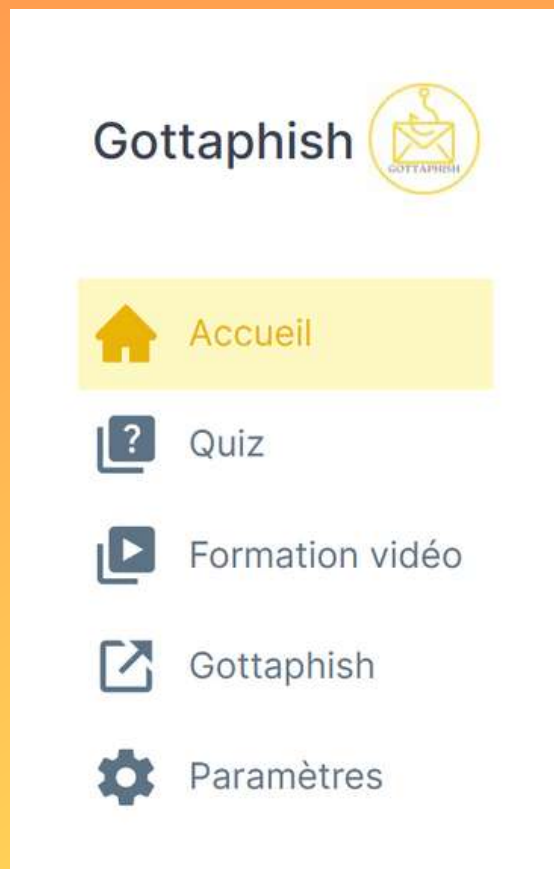 Gottaphish
GOTTAPHISH
Accueil
Quiz
Formation vidéo
Gottaphish
Paramètres